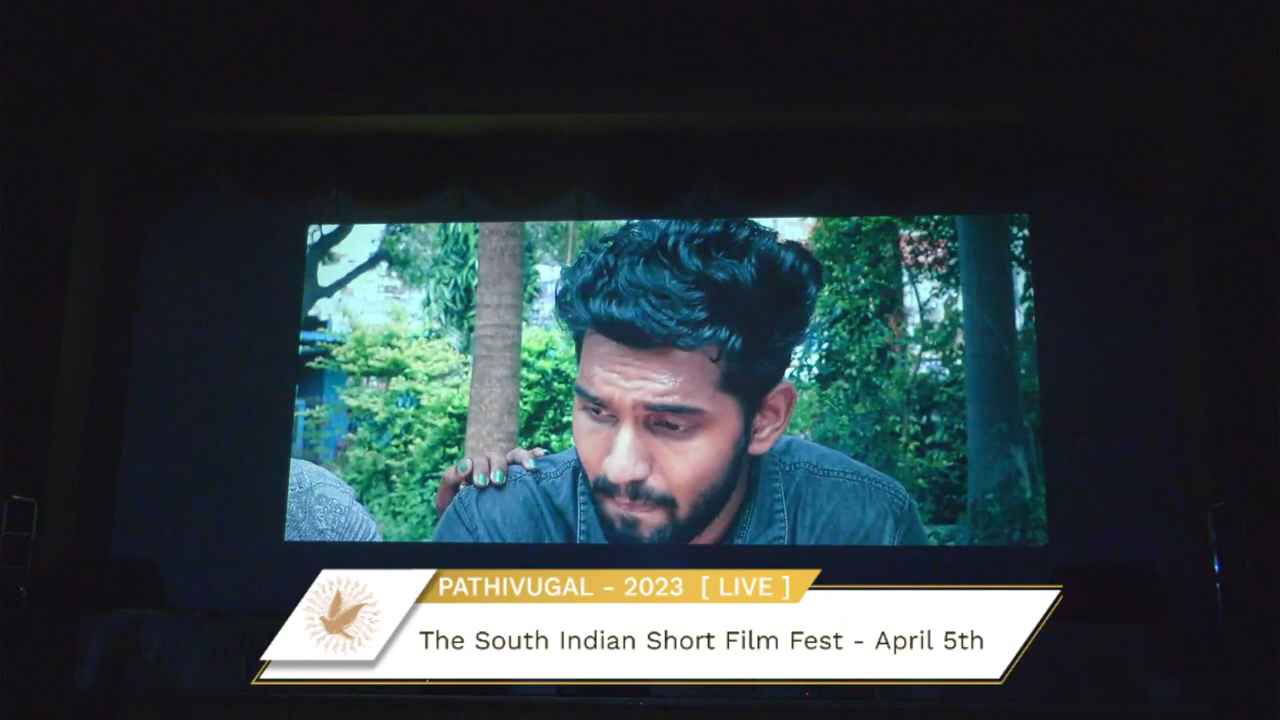 PATHIVUGAL - 2023 [ LIVE ]
The South Indian Short Film Fest - April 5th